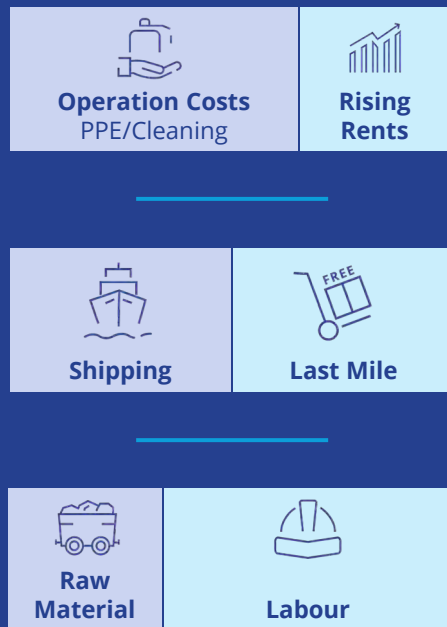 Operation Costs
PPE/Cleaning
Rising
Rents
FREE
Shipping
Last Mile
Raw
Material
Labour